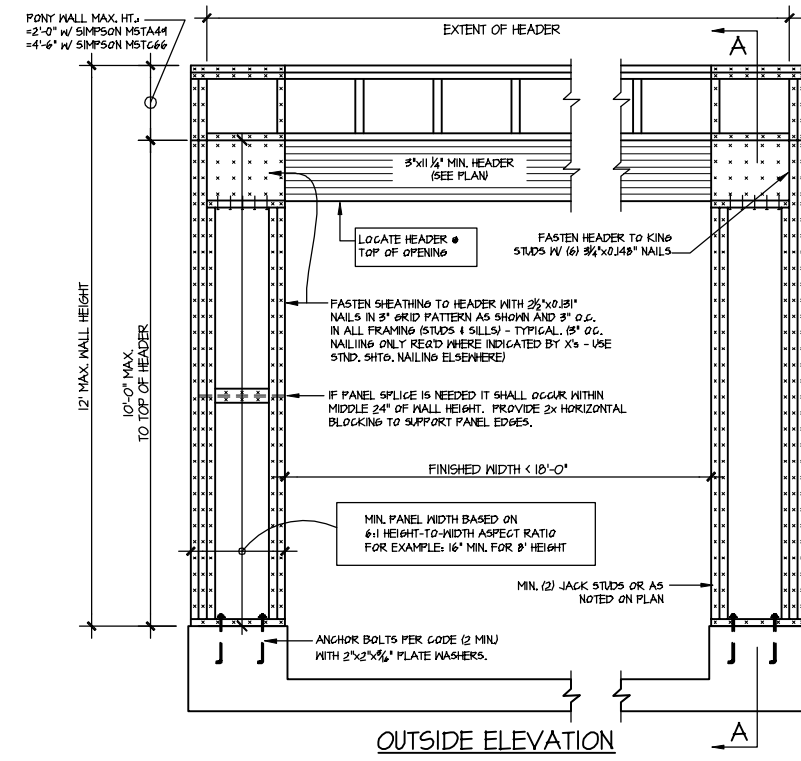 PONY WALL MAX. HT.:
=2'-0" W/ SIMPSON MSTA49
=4'-6" W/ SIMPSON MSTC66
EXTENT OF HEADER
A
3"x11 1/4" MIN. HEADER
(SEE PLAN)
LOCATE HEADER @
TOP OF OPENING
FASTEN HEADER TO KING
STUDS W/ (6) 3 1/4"x0.148" NAILS
FASTEN SHEATHING TO HEADER WITH 2 1/2"x0.131"
NAILS IN 3" GRID PATTERN AS SHOWN AND 3" O.C.
IN ALL FRAMING (STUDS & SILLS) - TYPICAL. (3" OC.
NAILIING ONLY REQ'D WHERE INDICATED BY X's - USE
STND. SHTG. NAILING ELSEWHERE)
12' MAX. WALL HEIGHT
10'-0" MAX.
TO TOP OF HEADER
IF PANEL SPLICE IS NEEDED IT SHALL OCCUR WITHIN
MIDDLE 24" OF WALL HEIGHT. PROVIDE 2x HORIZONTAL
BLOCKING TO SUPPORT PANEL EDGES.
FINISHED WIDTH < 18'-0"
MIN. PANEL WIDTH BASED ON
6:1 HEIGHT-TO-WIDTH ASPECT RATIO
FOR EXAMPLE: 16" MIN. FOR 8' HEIGHT
MIN. (2) JACK STUDS OR AS
NOTED ON PLAN
ANCHOR BOLTS PER CODE (2 MIN.)
WITH 2"x2"x3/16" PLATE WASHERS.
A
OUTSIDE ELEVATION